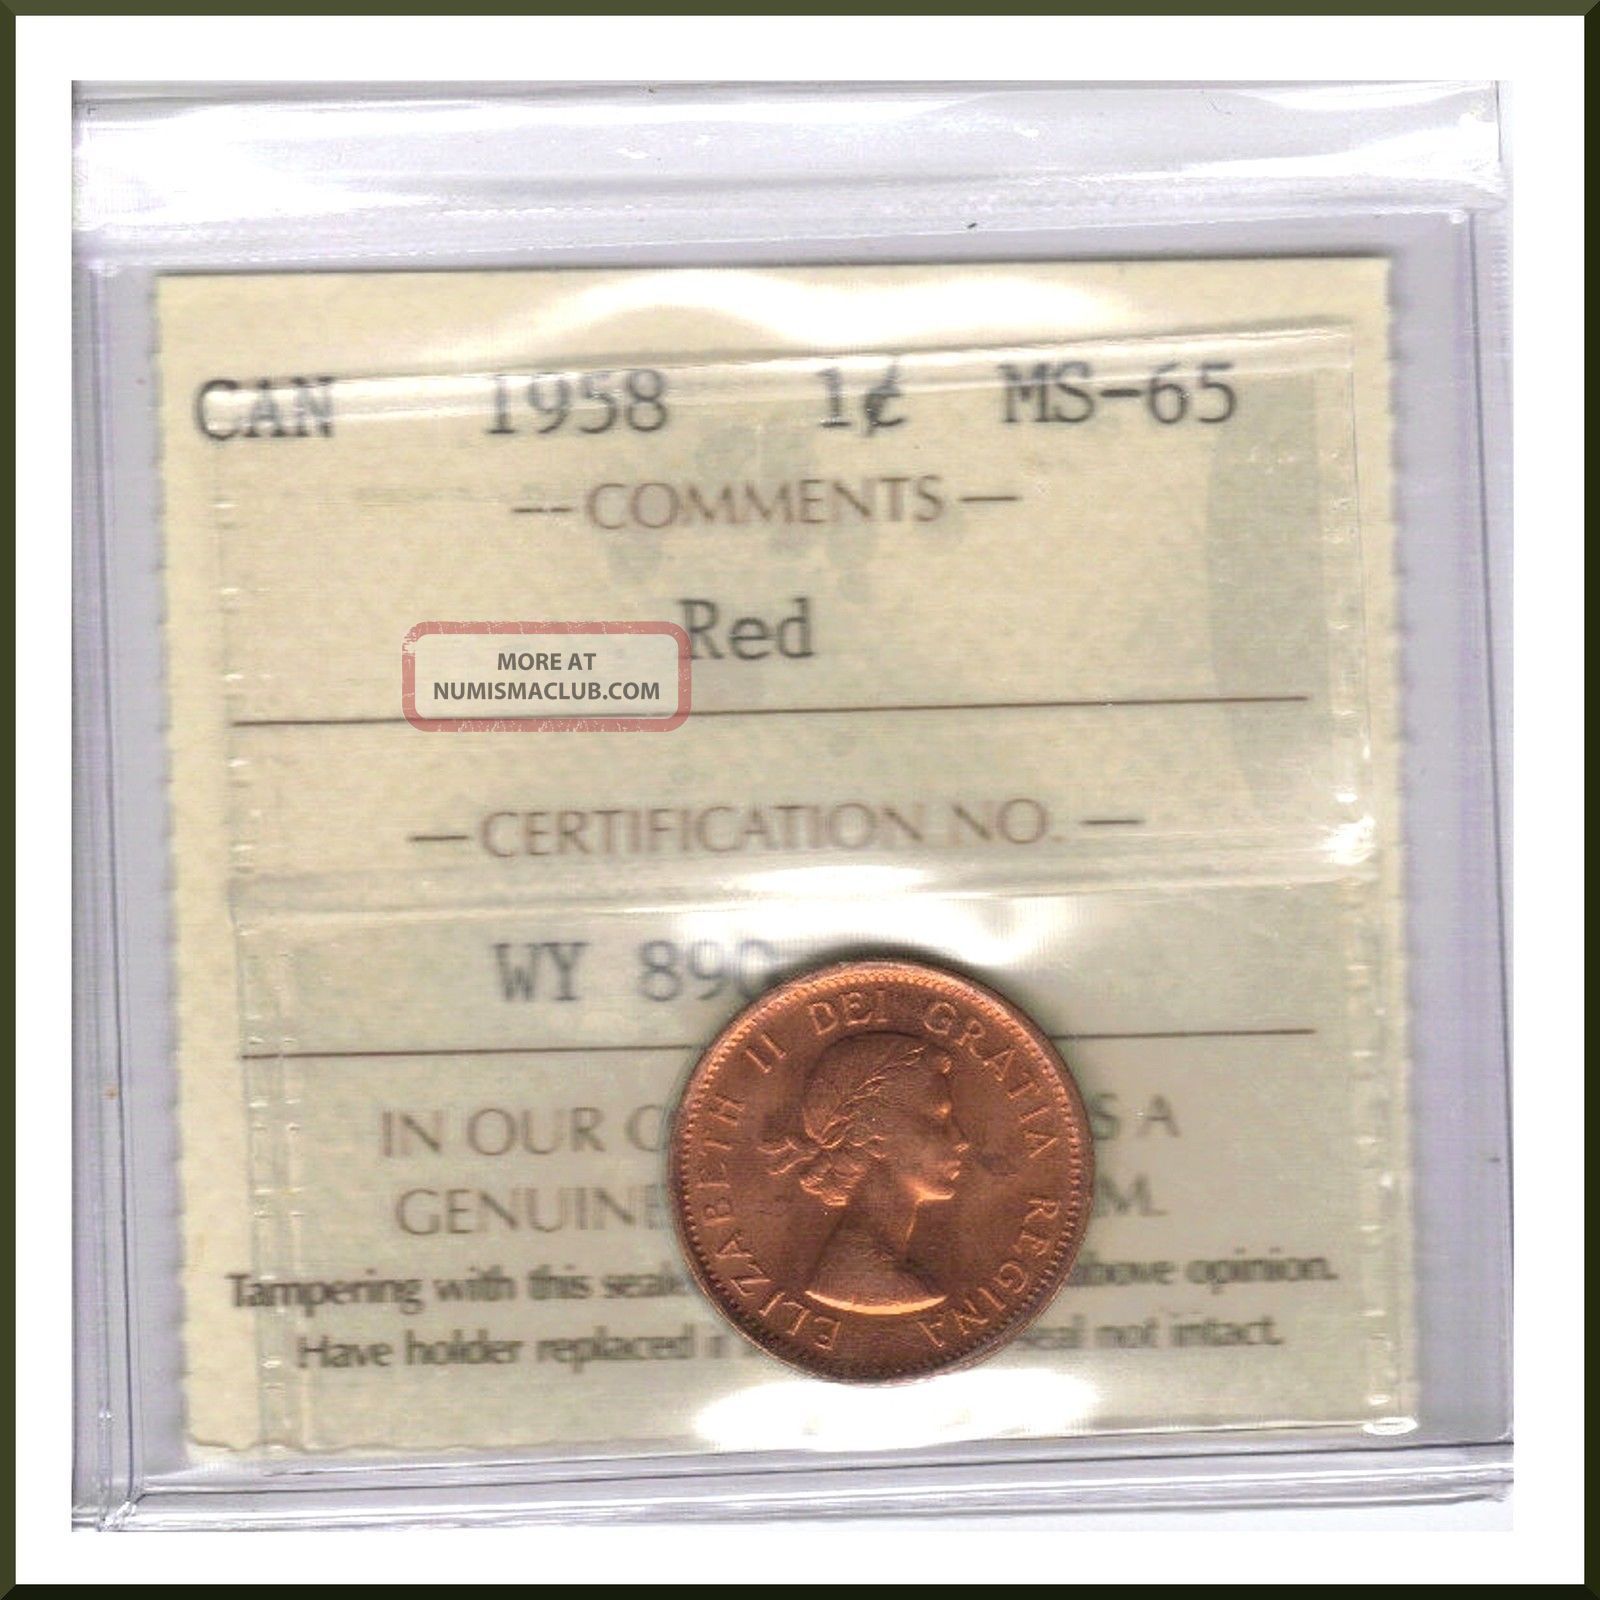 CAN 1958 1¢ MS-65
-- COMMENTS —
Red
MORE AT
NUMISMACLUB.COM
— CERTIFICATION NO. —
WY 890
ELIZABETH II DEI GRATIA REGINA
IN OUR S A
GENUINE M.
Tampering with this seal above opinion.
Have holder replaced if seal not intact.